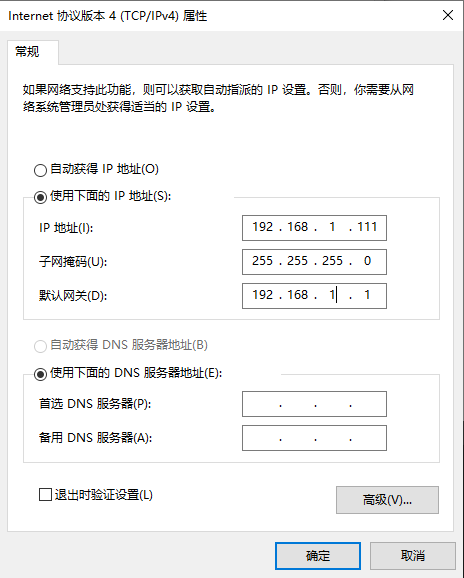 Internet 协议版本 4 (TCP/IPv4) 属性
常规
如果网络支持此功能，则可以获取自动指派的 IP 设置。否则，你需要从网
络系统管理员处获得适当的 IP 设置。
自动获得 IP 地址(O)
使用下面的 IP 地址(S):
IP 地址(I): 192 . 168 . 1 . 111
子网掩码(U): 255 . 255 . 255 . 0
默认网关(D): 192 . 168 . 1 . 1
自动获得 DNS 服务器地址(B)
使用下面的 DNS 服务器地址(E):
首选 DNS 服务器(P): . . .
备用 DNS 服务器(A): . . .
退出时验证设置(L)
高级(V)...
确定 取消